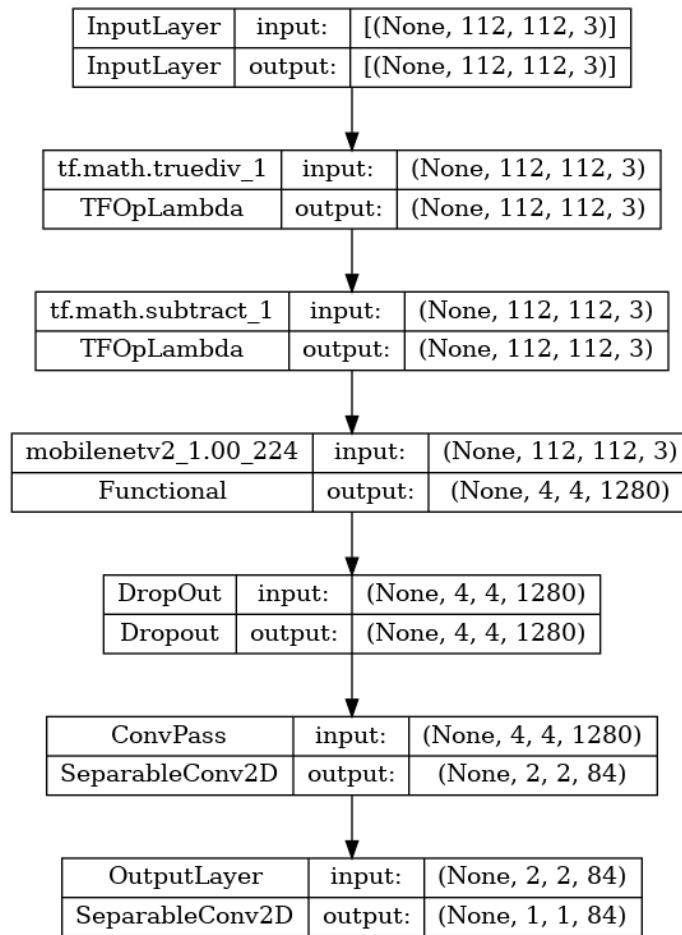 InputLayer input: [(None, 112, 112, 3)]
InputLayer output: [(None, 112, 112, 3)]
tf.math.truediv_1 input: (None, 112, 112, 3)
TFOpLambda output: (None, 112, 112, 3)
tf.math.subtract_1 input: (None, 112, 112, 3)
TFOpLambda output: (None, 112, 112, 3)
mobilenetv2_1.00_224 input: (None, 112, 112, 3)
Functional output: (None, 4, 4, 1280)
DropOut input: (None, 4, 4, 1280)
Dropout output: (None, 4, 4, 1280)
ConvPass input: (None, 4, 4, 1280)
SeparableConv2D output: (None, 2, 2, 84)
OutputLayer input: (None, 2, 2, 84)
SeparableConv2D output: (None, 1, 1, 84)